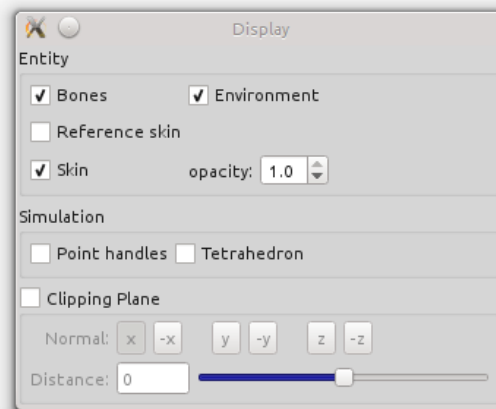 Display
Entity
Bones Environment
Reference skin
Skin opacity: 1.0
Simulation
Point handles Tetrahedron
Clipping Plane
Normal: x -x y -y z -z
Distance: 0